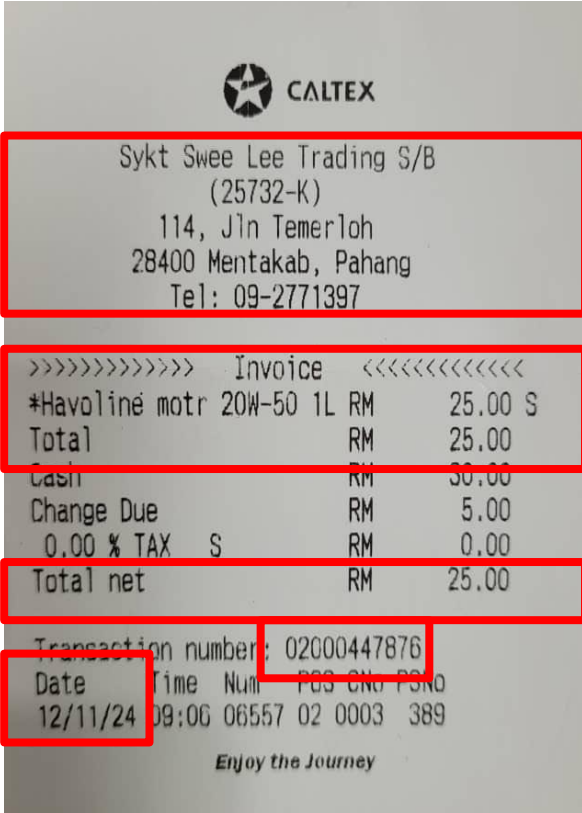 CALTEX
Sykt Swee Lee Trading S/B
(25732-K)
114, Jln Temerloh
28400 Mentakab, Pahang
Tel: 09-2771397
>>>>>>>>>>>>> Invoice <<<<<<<<<<<<<
*Havoline motr 20W-50 1L RM 25.00 S
Total RM 25.00
Cash RM 30.00
Change Due RM 5.00
0.00 % TAX S RM 0.00
Total net RM 25.00
Transaction number: 02000447876
Date Time Num POS CNo PSNo
12/11/24 09:06 06557 02 0003 389
Enjoy the Journey